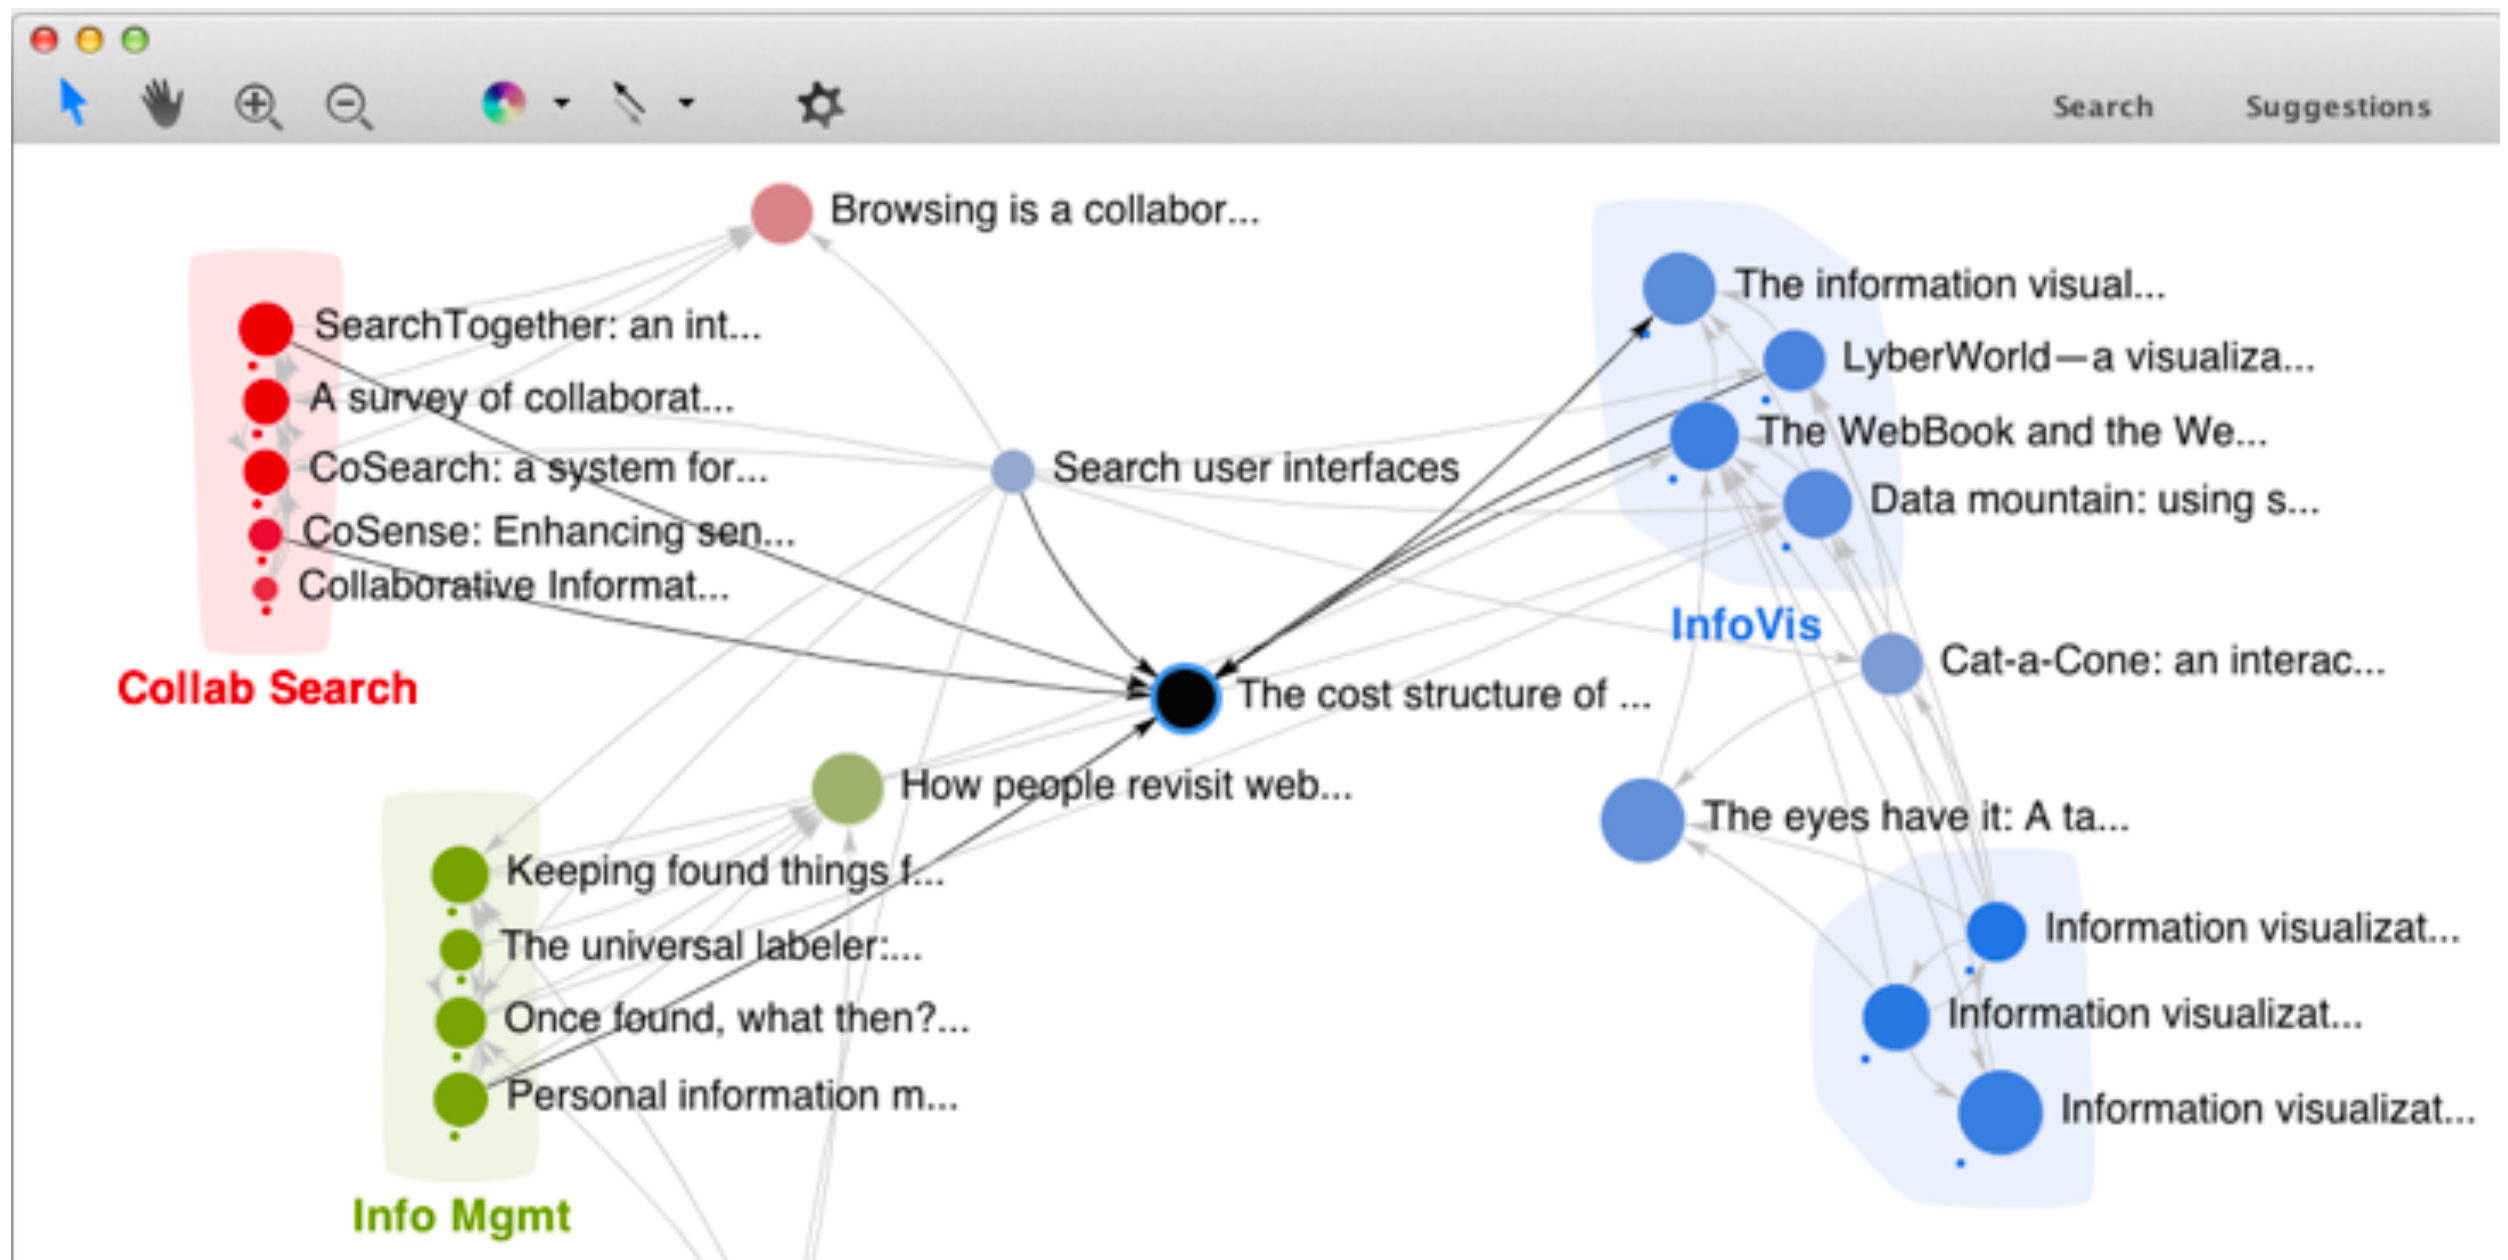 Search Suggestions
Browsing is a collabor...
The information visual...
SearchTogether: an int...
LyberWorld—a visualiza...
A survey of collaborat...
The WebBook and the We...
CoSearch: a system for...
Search user interfaces
Data mountain: using s...
CoSense: Enhancing sen...
Collaborative Informat...
InfoVis
Cat-a-Cone: an interac...
Collab Search
The cost structure of ...
How people revisit web...
The eyes have it: A ta...
Keeping found things f...
Information visualizat...
The universal labeler:...
Once found, what then?...
Information visualizat...
Personal information m...
Information visualizat...
Info Mgmt